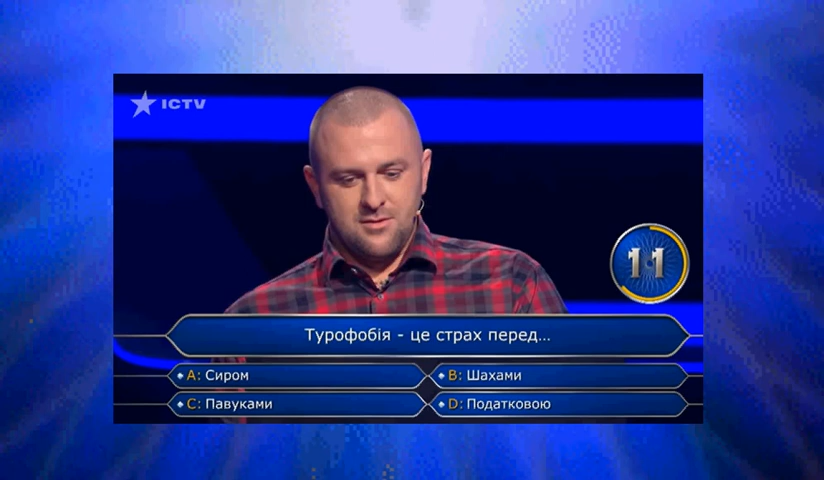 ICTV
11
Турофобія - це страх перед...
A: Сиром
B: Шахами
C: Павуками
D: Податковою